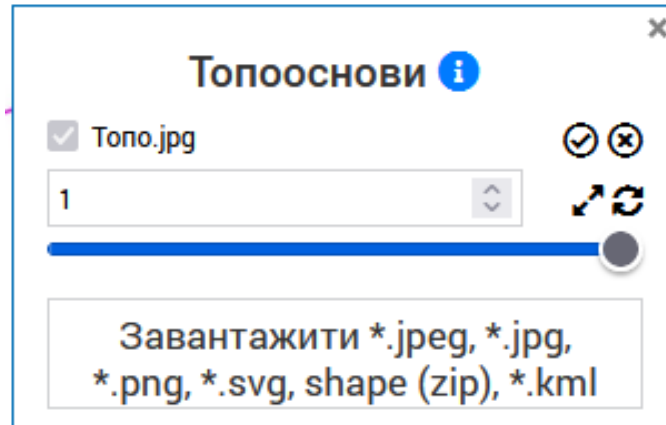 Топооснови
Топо.jpg
1
Завантажити *.jpeg, *.jpg,
*.png, *.svg, shape (zip), *.kml